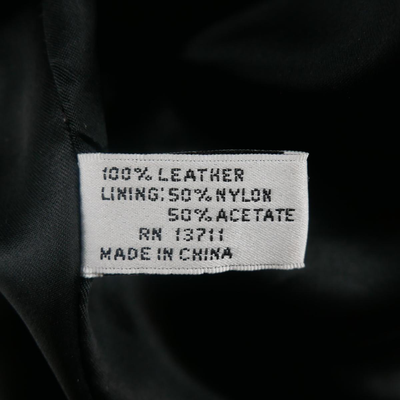 100% LEATHER
LINING: 50% NYLON
50% ACETATE
RN 13711
MADE IN CHINA